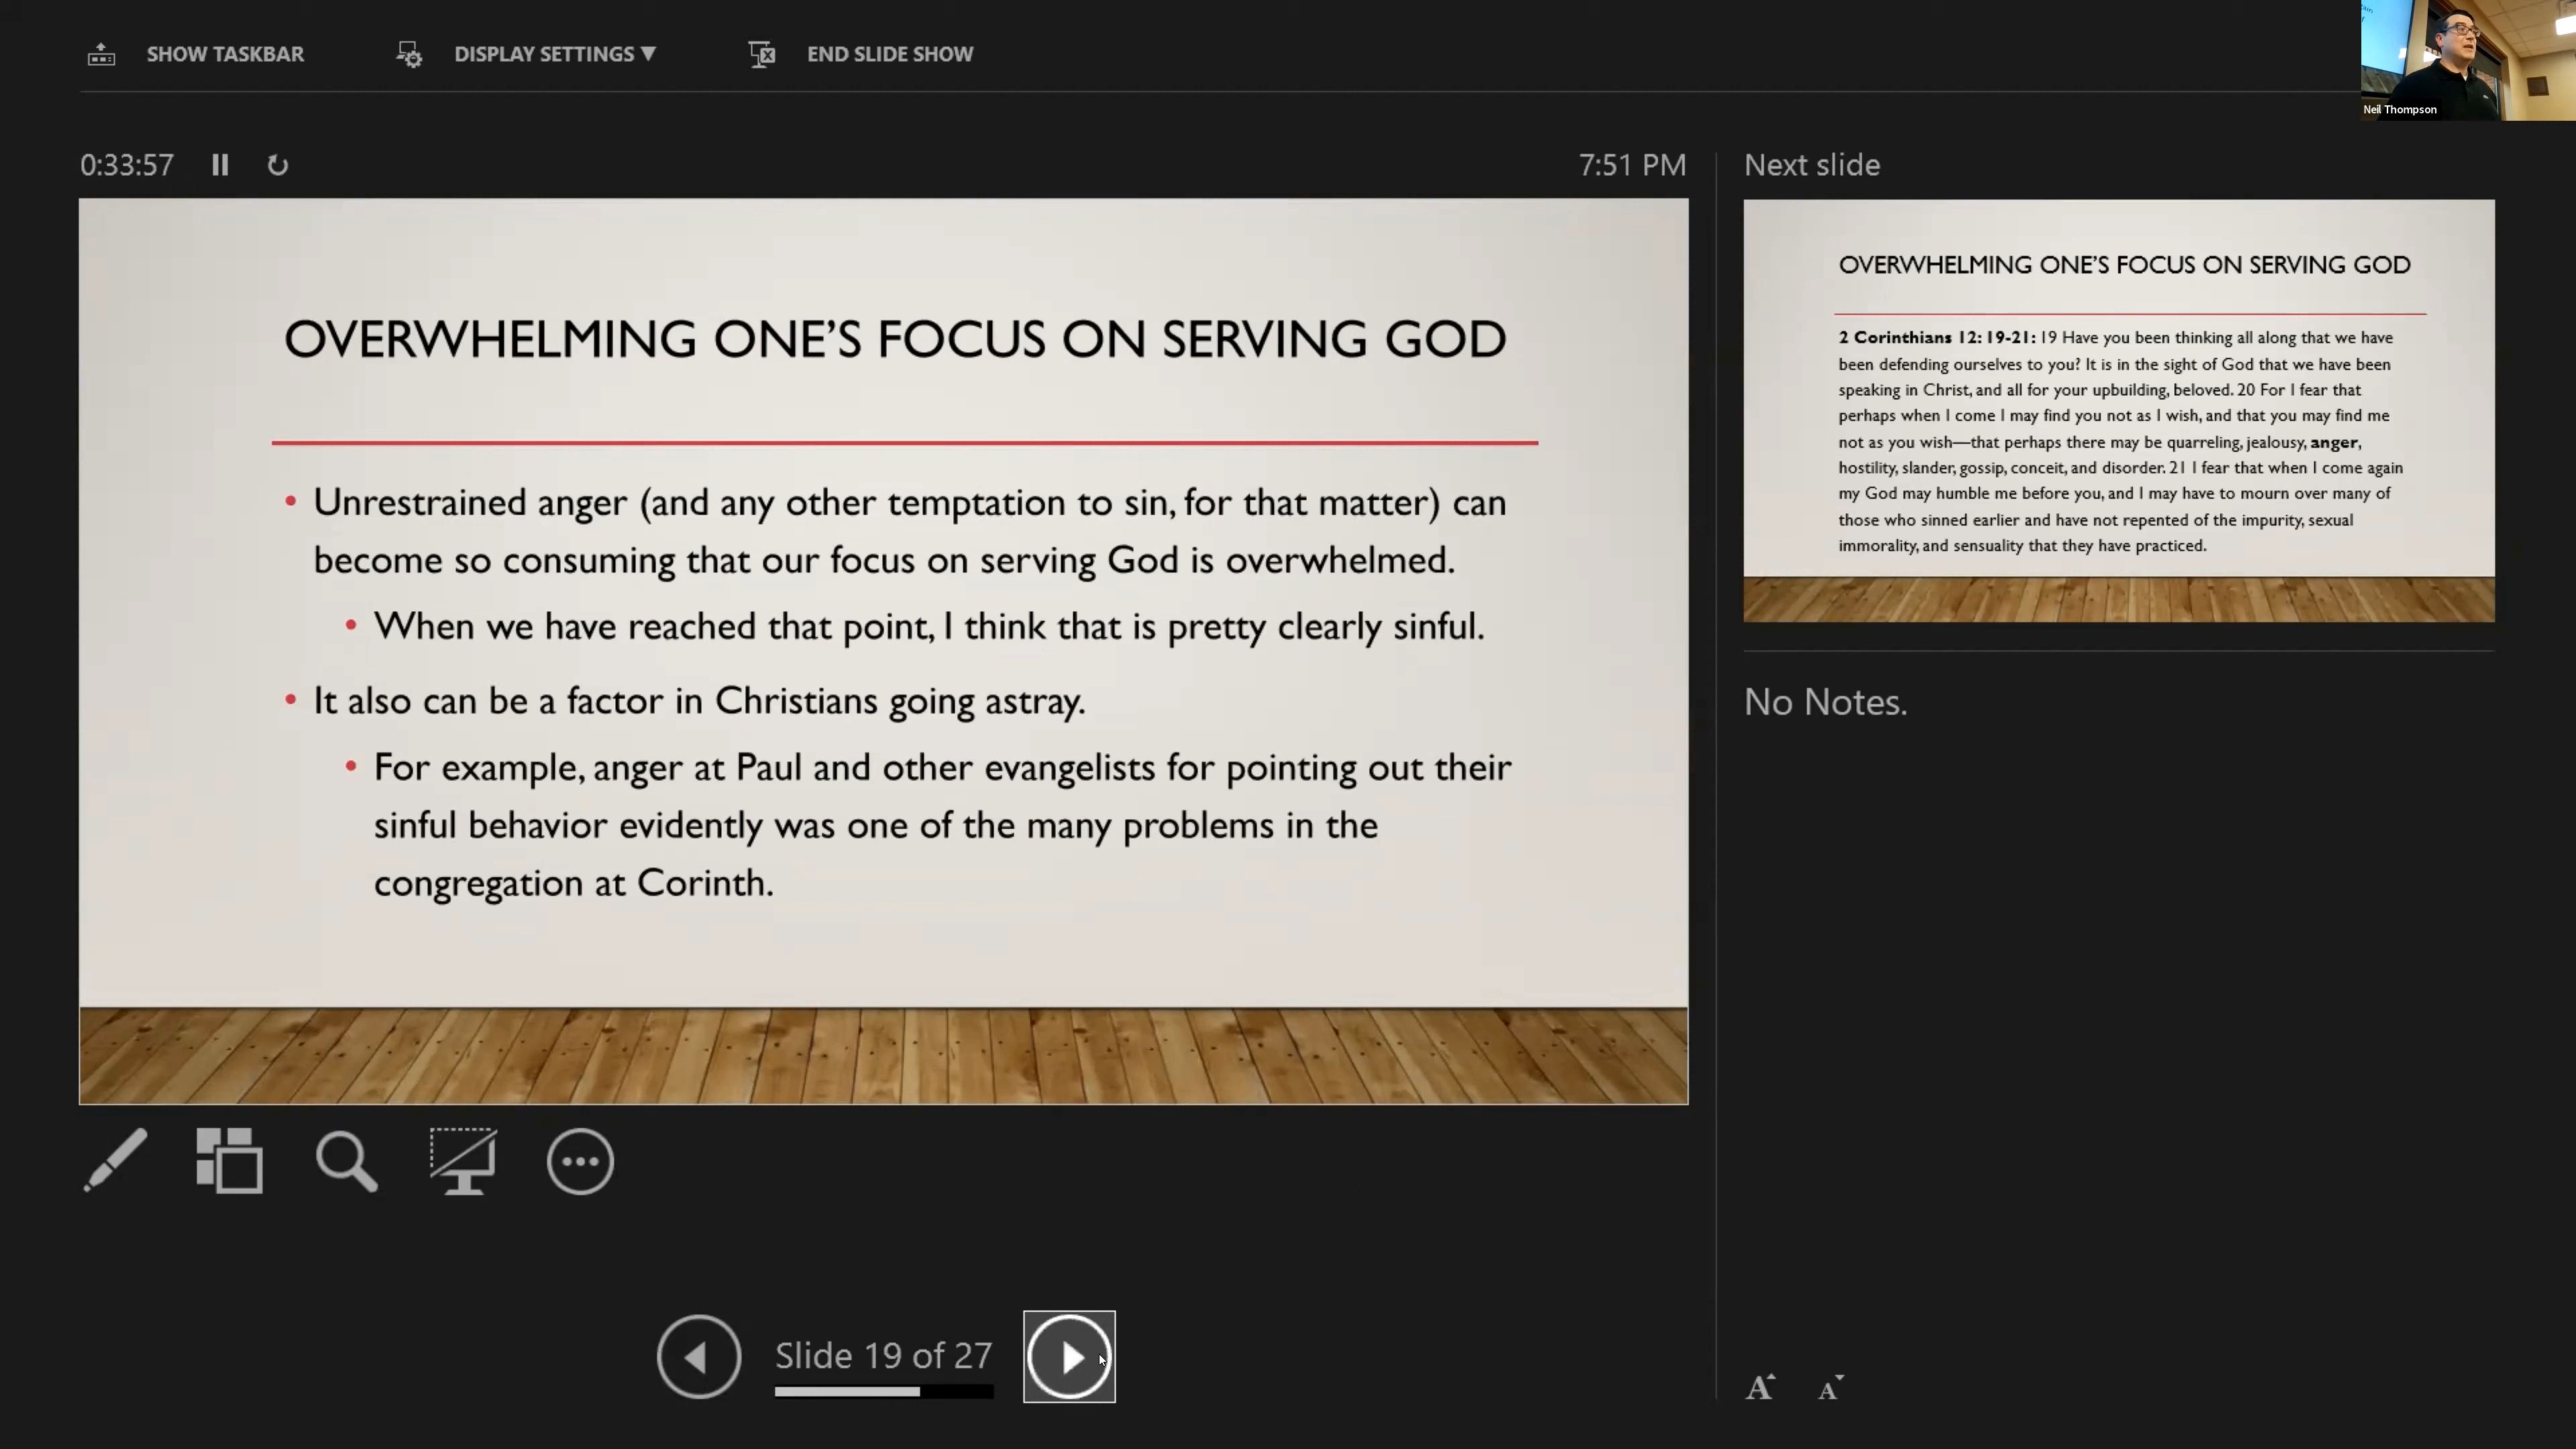 SHOW TASKBAR
DISPLAY SETTINGS ▼
END SLIDE SHOW
Neil Thompson
0:33:57
7:51 PM
OVERWHELMING ONE’S FOCUS ON SERVING GOD
• Unrestrained anger (and any other temptation to sin, for that matter) can
become so consuming that our focus on serving God is overwhelmed.
• When we have reached that point, I think that is pretty clearly sinful.
• It also can be a factor in Christians going astray.
• For example, anger at Paul and other evangelists for pointing out their
sinful behavior evidently was one of the many problems in the
congregation at Corinth.
Next slide
OVERWHELMING ONE’S FOCUS ON SERVING GOD
2 Corinthians 12: 19-21: 19 Have you been thinking all along that we have
been defending ourselves to you? It is in the sight of God that we have been
speaking in Christ, and all for your upbuilding, beloved. 20 For I fear that
perhaps when I come I may find you not as I wish, and that you may find me
not as you wish—that perhaps there may be quarreling, jealousy, anger,
hostility, slander, gossip, conceit, and disorder. 21 I fear that when I come again
my God may humble me before you, and I may have to mourn over many of
those who sinned earlier and have not repented of the impurity, sexual
immorality, and sensuality that they have practiced.
No Notes.
Slide 19 of 27
A A